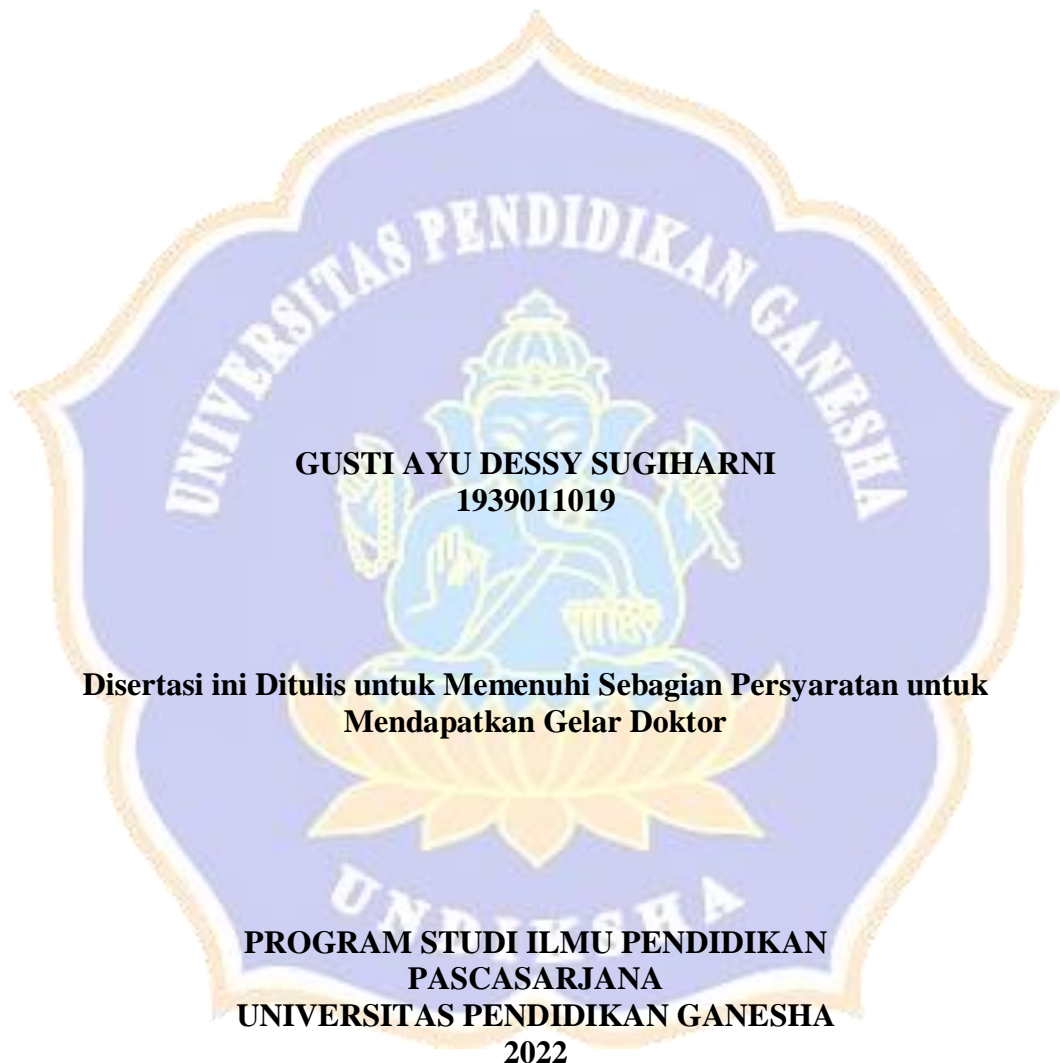 UNIVERSITAS PENDIDIKAN GANESHA
GUSTI AYU DESSY SUGIHARNI
1939011019
Disertasi ini Ditulis untuk Memenuhi Sebagian Persyaratan untuk
Mendapatkan Gelar Doktor
UNDIKSHA
PROGRAM STUDI ILMU PENDIDIKAN
PASCASARJANA
UNIVERSITAS PENDIDIKAN GANESHA
2022